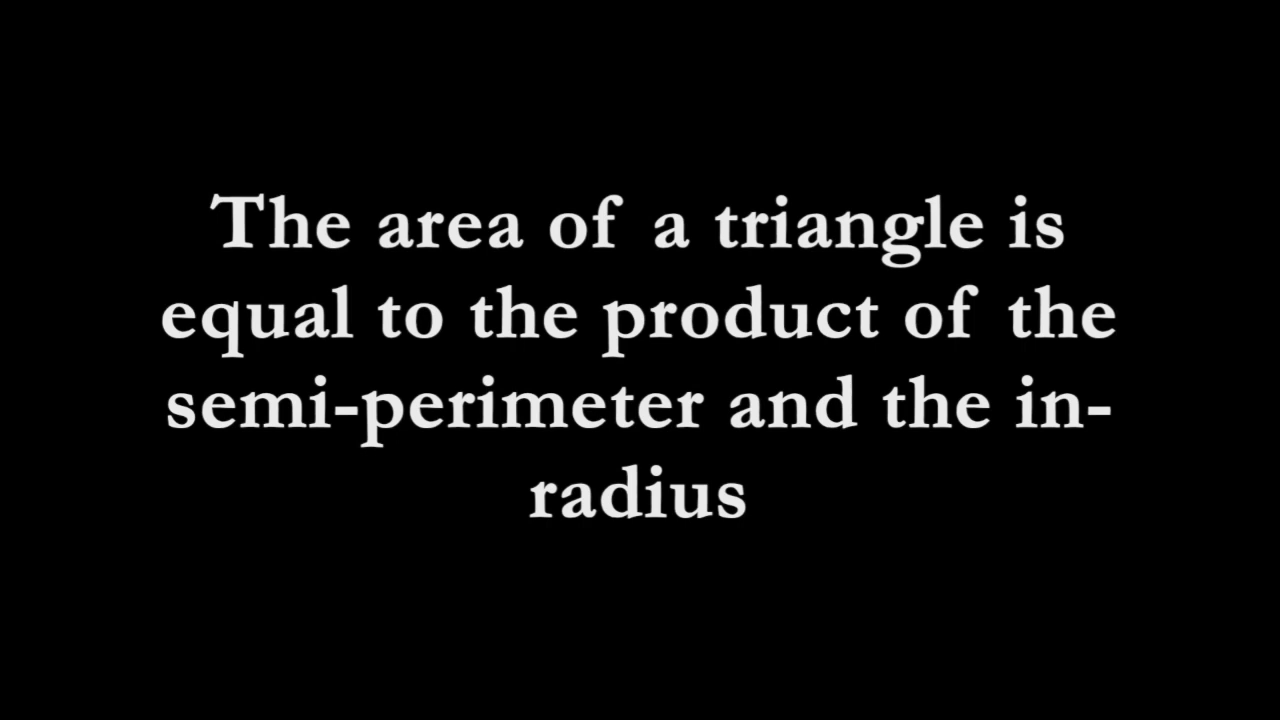 The area of a triangle is
equal to the product of the
semi-perimeter and the in-
radius